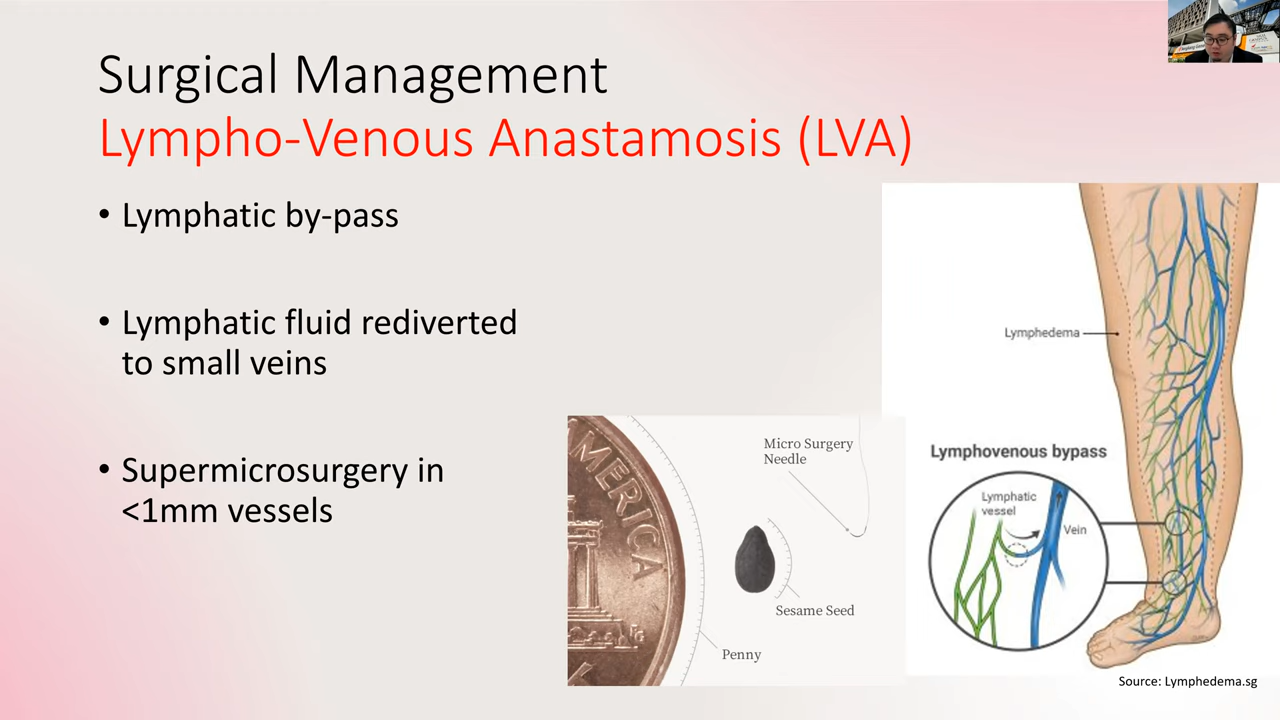 Surgical Management
Lympho-Venous Anastamosis (LVA)
• Lymphatic by-pass
• Lymphatic fluid rediverted
to small veins
• Supermicrosurgery in
<1mm vessels
MERICA
Micro Surgery
Needle
Sesame Seed
Penny
Lymphedema
Lymphovenous bypass
Lymphatic
vessel
Vein
Source: Lymphedema.sg